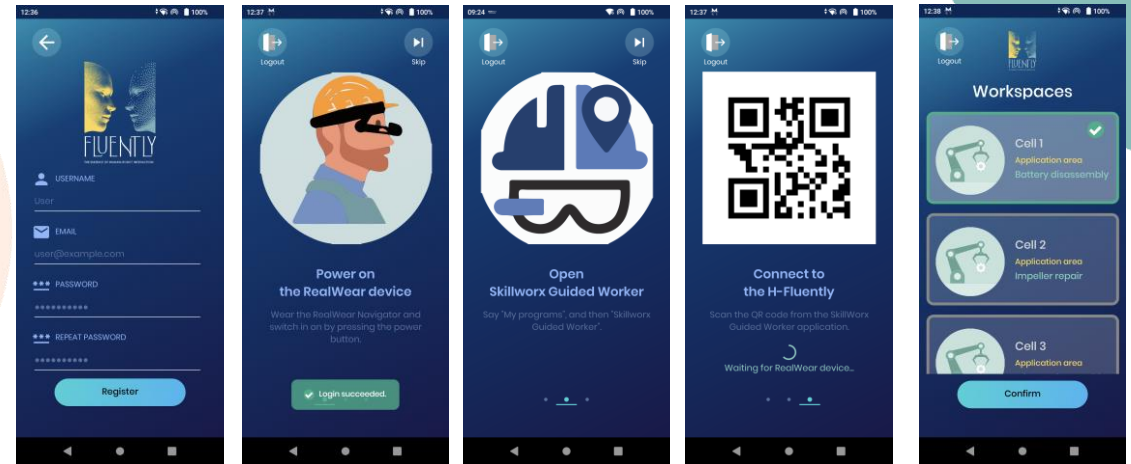 12:36
100%
FLUENTLY
USERNAME
User
EMAIL
user@example.com
PASSWORD
**********
REPEAT PASSWORD
**********
Register
12:37
100%
Logout
Skip
Power on
the RealWear device
Wear the RealWear Navigator and
switch in on by pressing the power
button.
Login succeeded.
09:24
100%
Logout
Skip
Open
Skillworx Guided Worker
Say "My programs", and then "Skillworx
Guided Worker".
12:37
100%
Logout
Connect to
the H-Fluently
Scan the QR code from the SkillWorx
Guided Worker application.
Waiting for RealWear device...
12:38
100%
Logout
FLUENTLY
Workspaces
Cell 1
Application area
Battery disassembly
Cell 2
Application area
Impeller repair
Cell 3
Application area
Confirm